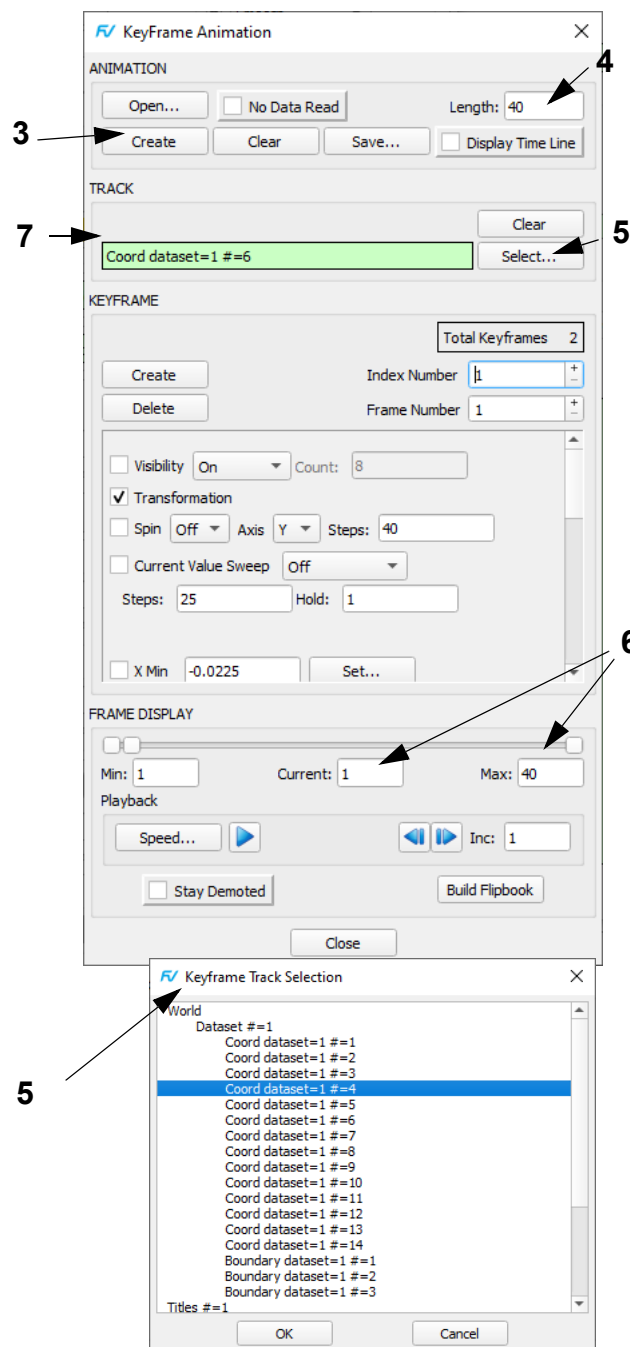 FV KeyFrame Animation
ANIMATION
4
Open... No Data Read Length: 40
3
Create Clear Save... Display Time Line
TRACK
Clear
7
5
Coord dataset=1 #=6 Select...
KEYFRAME
Total Keyframes 2
Create Index Number 1
Delete Frame Number 1
Visibility On Count: 8
Transformation
Spin Off Axis Y Steps: 40
Current Value Sweep Off
Steps: 25 Hold: 1
6
X Min -0.0225 Set...
FRAME DISPLAY
Min: 1 Current: 1 Max: 40
Playback
Speed... Inc: 1
Stay Demoted Build Flipbook
Close
FV Keyframe Track Selection
World
Dataset #=1
Coord dataset=1 #=1
Coord dataset=1 #=2
Coord dataset=1 #=3
Coord dataset=1 #=4
5
Coord dataset=1 #=5
Coord dataset=1 #=6
Coord dataset=1 #=7
Coord dataset=1 #=8
Coord dataset=1 #=9
Coord dataset=1 #=10
Coord dataset=1 #=11
Coord dataset=1 #=12
Coord dataset=1 #=13
Coord dataset=1 #=14
Boundary dataset=1 #=1
Boundary dataset=1 #=2
Boundary dataset=1 #=3
Titles #=1
OK Cancel